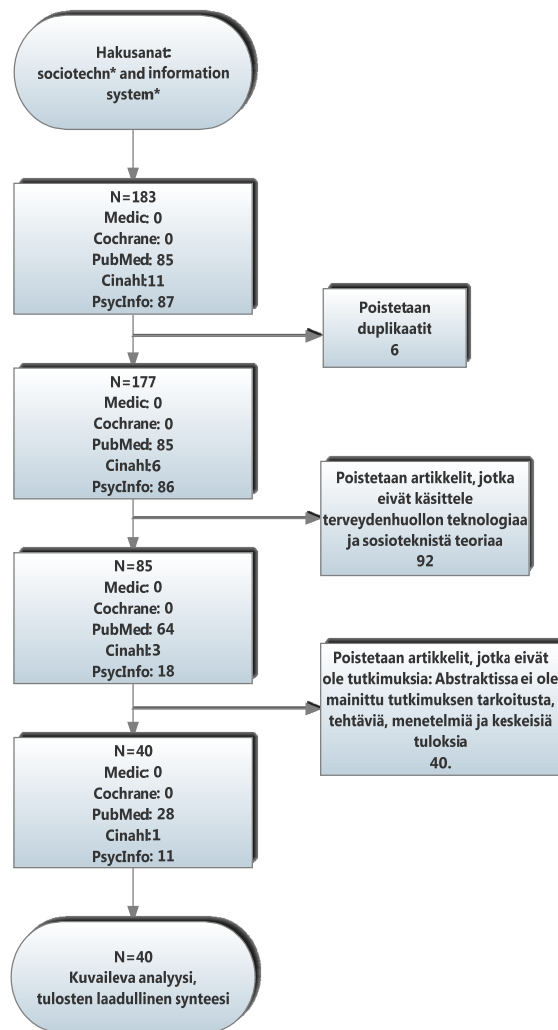 Hakusanat:
sociotechn* and information
system*
N=183
Medic: 0
Cochrane: 0
PubMed: 85
Cinahl:11
PsycInfo: 87
Poistetaan
duplikaatit
6
N=177
Medic: 0
Cochrane: 0
PubMed: 85
Cinahl:6
PsycInfo: 86
Poistetaan artikkelit, jotka
eivät käsittele
terveydenhuollon teknologiaa
ja sosioteknistä teoriaa
92
N=85
Medic: 0
Cochrane: 0
PubMed: 64
Cinahl:3
PsycInfo: 18
Poistetaan artikkelit, jotka eivät
ole tutkimuksia: Abstraktissa ei ole
mainittu tutkimuksen tarkoitusta,
tehtäviä, menetelmiä ja keskeisiä
tuloksia
40.
N=40
Medic: 0
Cochrane: 0
PubMed: 28
Cinahl:1
PsycInfo: 11
N=40
Kuvaileva analyysi,
tulosten laadullinen synteesi